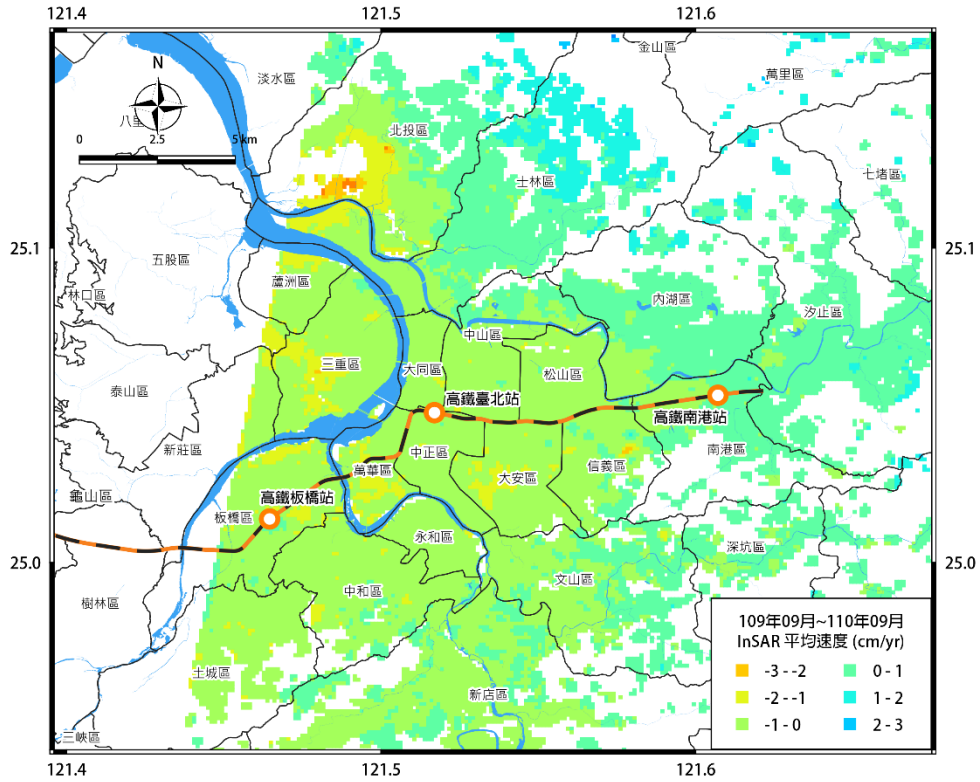 121.4
121.5
121.6
金山區
萬里區
淡水區
N
八里
北投區
0
2.5
5 km
士林區
七堵區
25.1
25.1
五股區
蘆洲區
林口區
內湖區
汐止區
中山區
三重區
大同區
松山區
泰山區
高鐵臺北站
高鐵南港站
新莊區
中正區
南港區
萬華區
信義區
大安區
龜山區
高鐵板橋站
板橋區
永和區
深坑區
25.0
25.0
文山區
樹林區
中和區
土城區
新店區
三峽區
109年09月~110年09月
InSAR 平均速度 (cm/yr)
-3 - -2
0 - 1
-2 - -1
1 - 2
-1 - 0
2 - 3
121.4
121.5
121.6